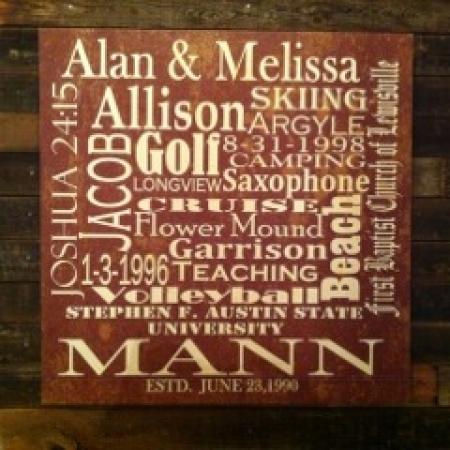 Alan & Melissa
JOSHUA 24:15
Allison
SKIING
ARGYLE
JACOB
Golf
8-31-1998
CAMPING
LONGVIEW
Saxophone
First Baptist Church of Lewisville
CRUISE
Beach
Flower Mound
Garrison
1-3-1996
TEACHING
Volleyball
STEPHEN F. AUSTIN STATE
UNIVERSITY
MANN
ESTD. JUNE 23,1990